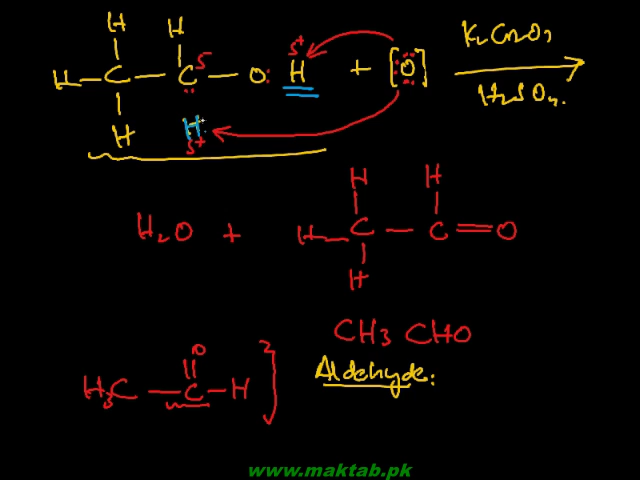 H H
H – C – C – O: H + [O] K₂Cr₂O₇
H H H₂SO₄.
H₂O +
H H
H – C – C = O
H
CH3 CHO
Aldehyde:
O
H₃C – C – H
www.maktab.pk